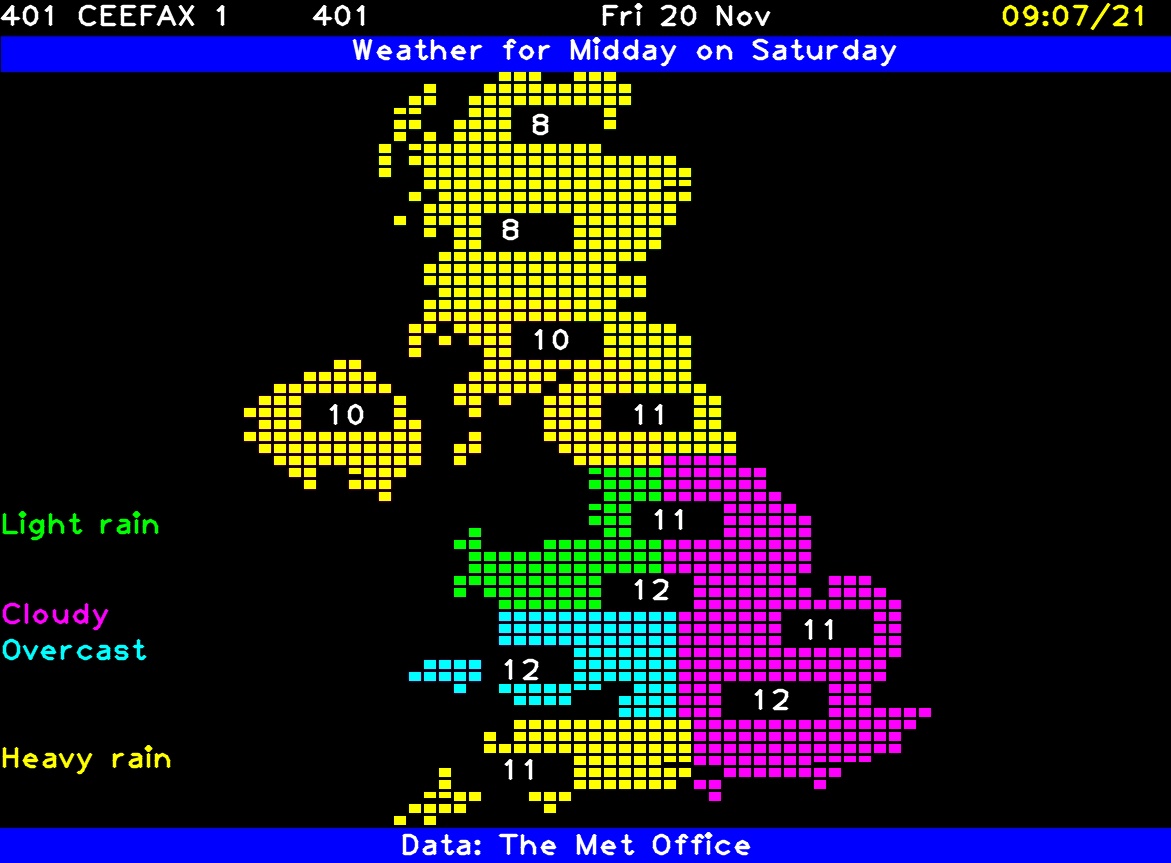 401 CEEFAX 1 401 Fri 20 Nov 09:07/21
Weather for Midday on Saturday
8
8
10
10 11
Light rain 11
12
Cloudy 11
Overcast 12
12
Heavy rain 11
Data: The Met Office